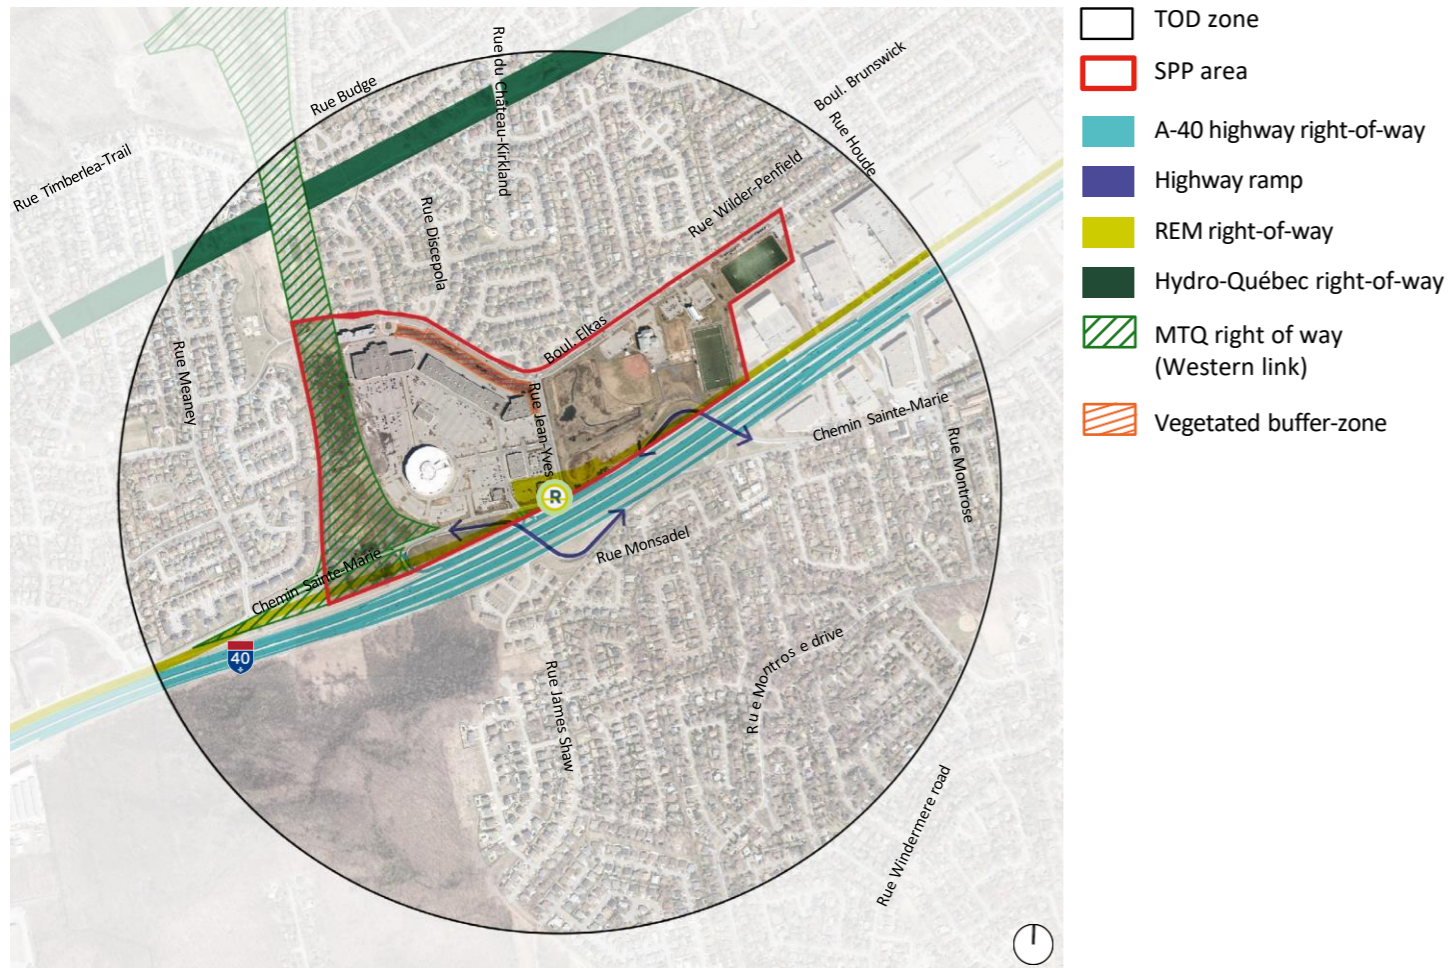 TOD zone
SPP area
A-40 highway right-of-way
Highway ramp
REM right-of-way
Hydro-Québec right-of-way
MTQ right of way
(Western link)
Vegetated buffer-zone
Rue Budge
Rue du Château-Kirkland
Boul. Brunswick
Rue Houde
Rue Timberlea-Trail
Rue Wilder-Penfield
Rue Discepola
Boul. Elkas
Rue Meaney
Rue Jean-Yves
Chemin Sainte-Marie
Rue Montrose
R
Rue Monsadel
Chemin Sainte-Marie
40
Rue Montros e drive
Rue James Shaw
Rue Windermere road